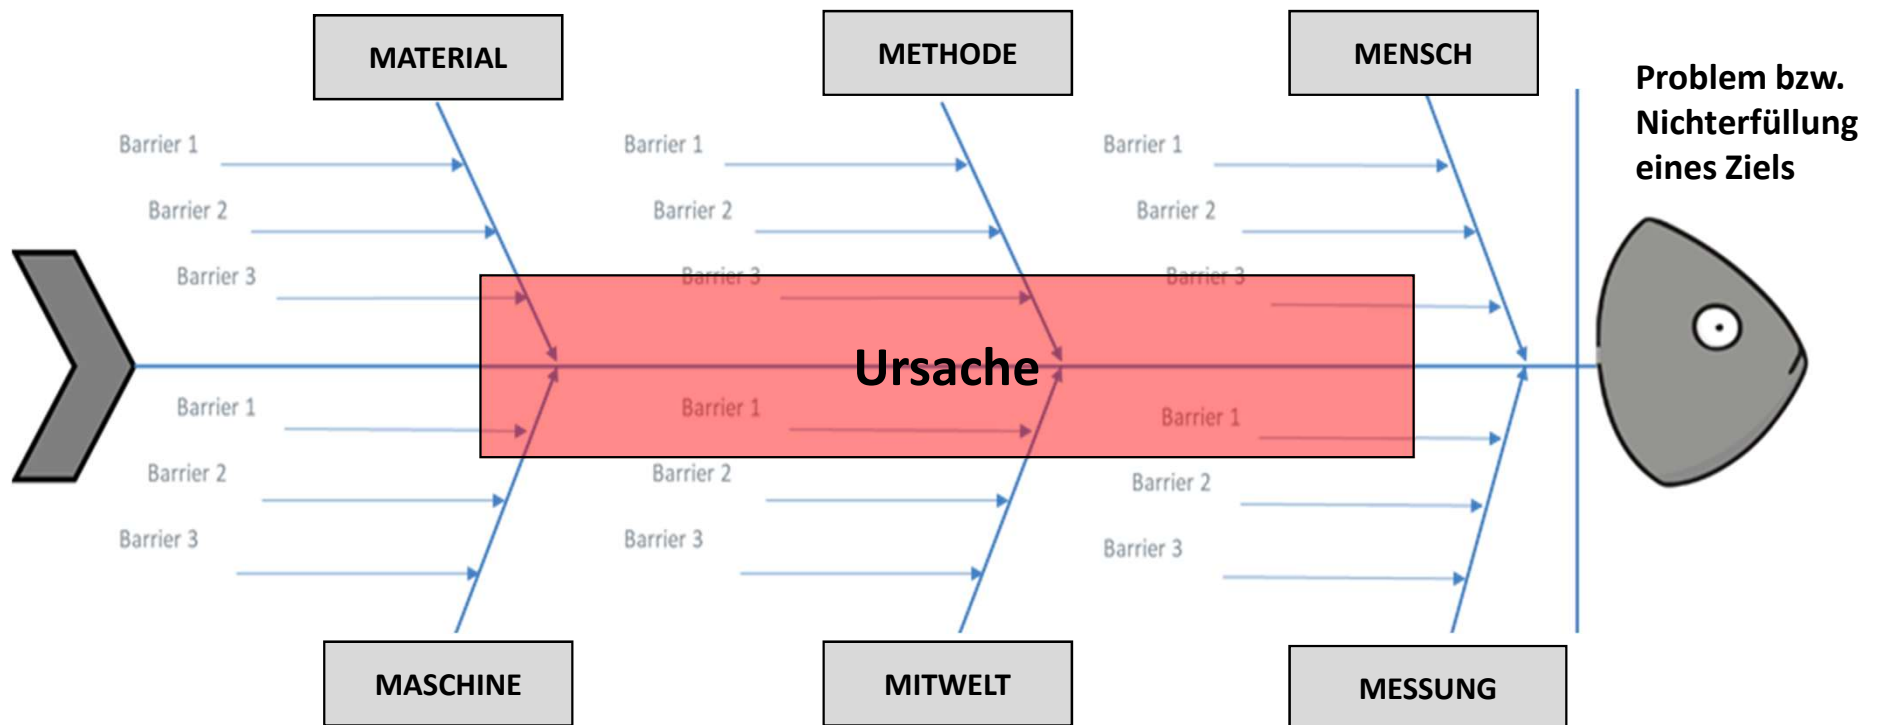 MATERIAL
METHODE
MENSCH
Problem bzw.
Nichterfüllung
eines Ziels
Barrier 1
Barrier 1
Barrier 1
Barrier 2
Barrier 2
Barrier 2
Barrier 3
Barrier 3
Barrier 3
Ursache
Barrier 1
Barrier 1
Barrier 1
Barrier 2
Barrier 2
Barrier 2
Barrier 3
Barrier 3
Barrier 3
MASCHINE
MITWELT
MESSUNG